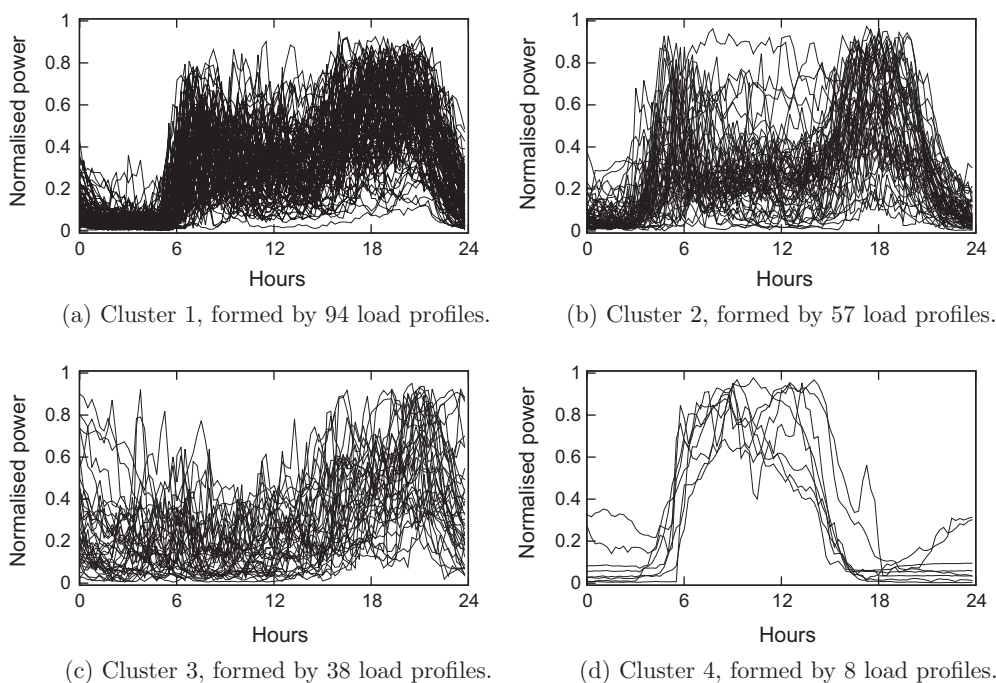 Normalised power
1
0.8
0.6
0.4
0.2
0
0 6 12 18 24
Hours
(a) Cluster 1, formed by 94 load profiles.
Normalised power
1
0.8
0.6
0.4
0.2
0
0 6 12 18 24
Hours
(b) Cluster 2, formed by 57 load profiles.
Normalised power
1
0.8
0.6
0.4
0.2
0
0 6 12 18 24
Hours
(c) Cluster 3, formed by 38 load profiles.
Normalised power
1
0.8
0.6
0.4
0.2
0
0 6 12 18 24
Hours
(d) Cluster 4, formed by 8 load profiles.